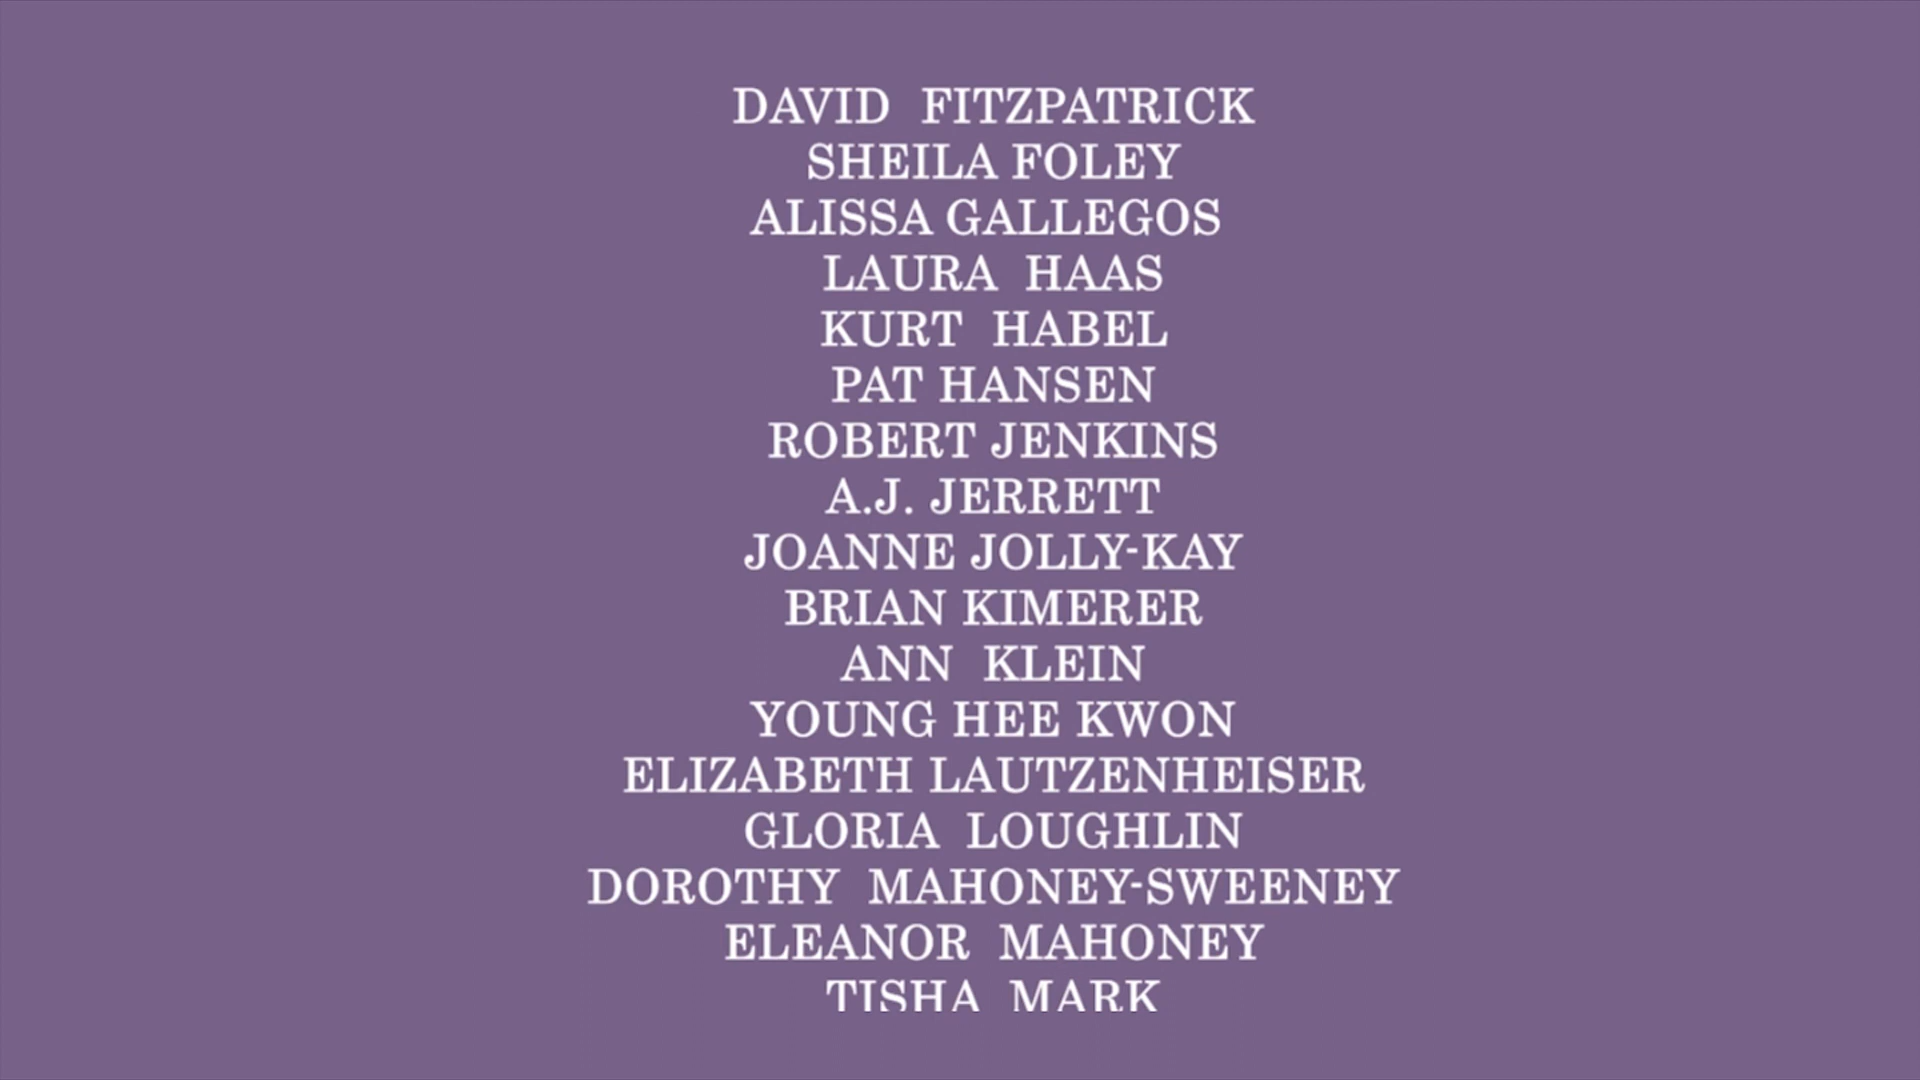 DAVID FITZPATRICK
SHEILA FOLEY
ALISSA GALLEGOS
LAURA HAAS
KURT HABEL
PAT HANSEN
ROBERT JENKINS
A.J. JERRETT
JOANNE JOLLY-KAY
BRIAN KIMERER
ANN KLEIN
YOUNG HEE KWON
ELIZABETH LAUTZENHEISER
GLORIA LOUGHLIN
DOROTHY MAHONEY-SWEENEY
ELEANOR MAHONEY
TISHA MARK